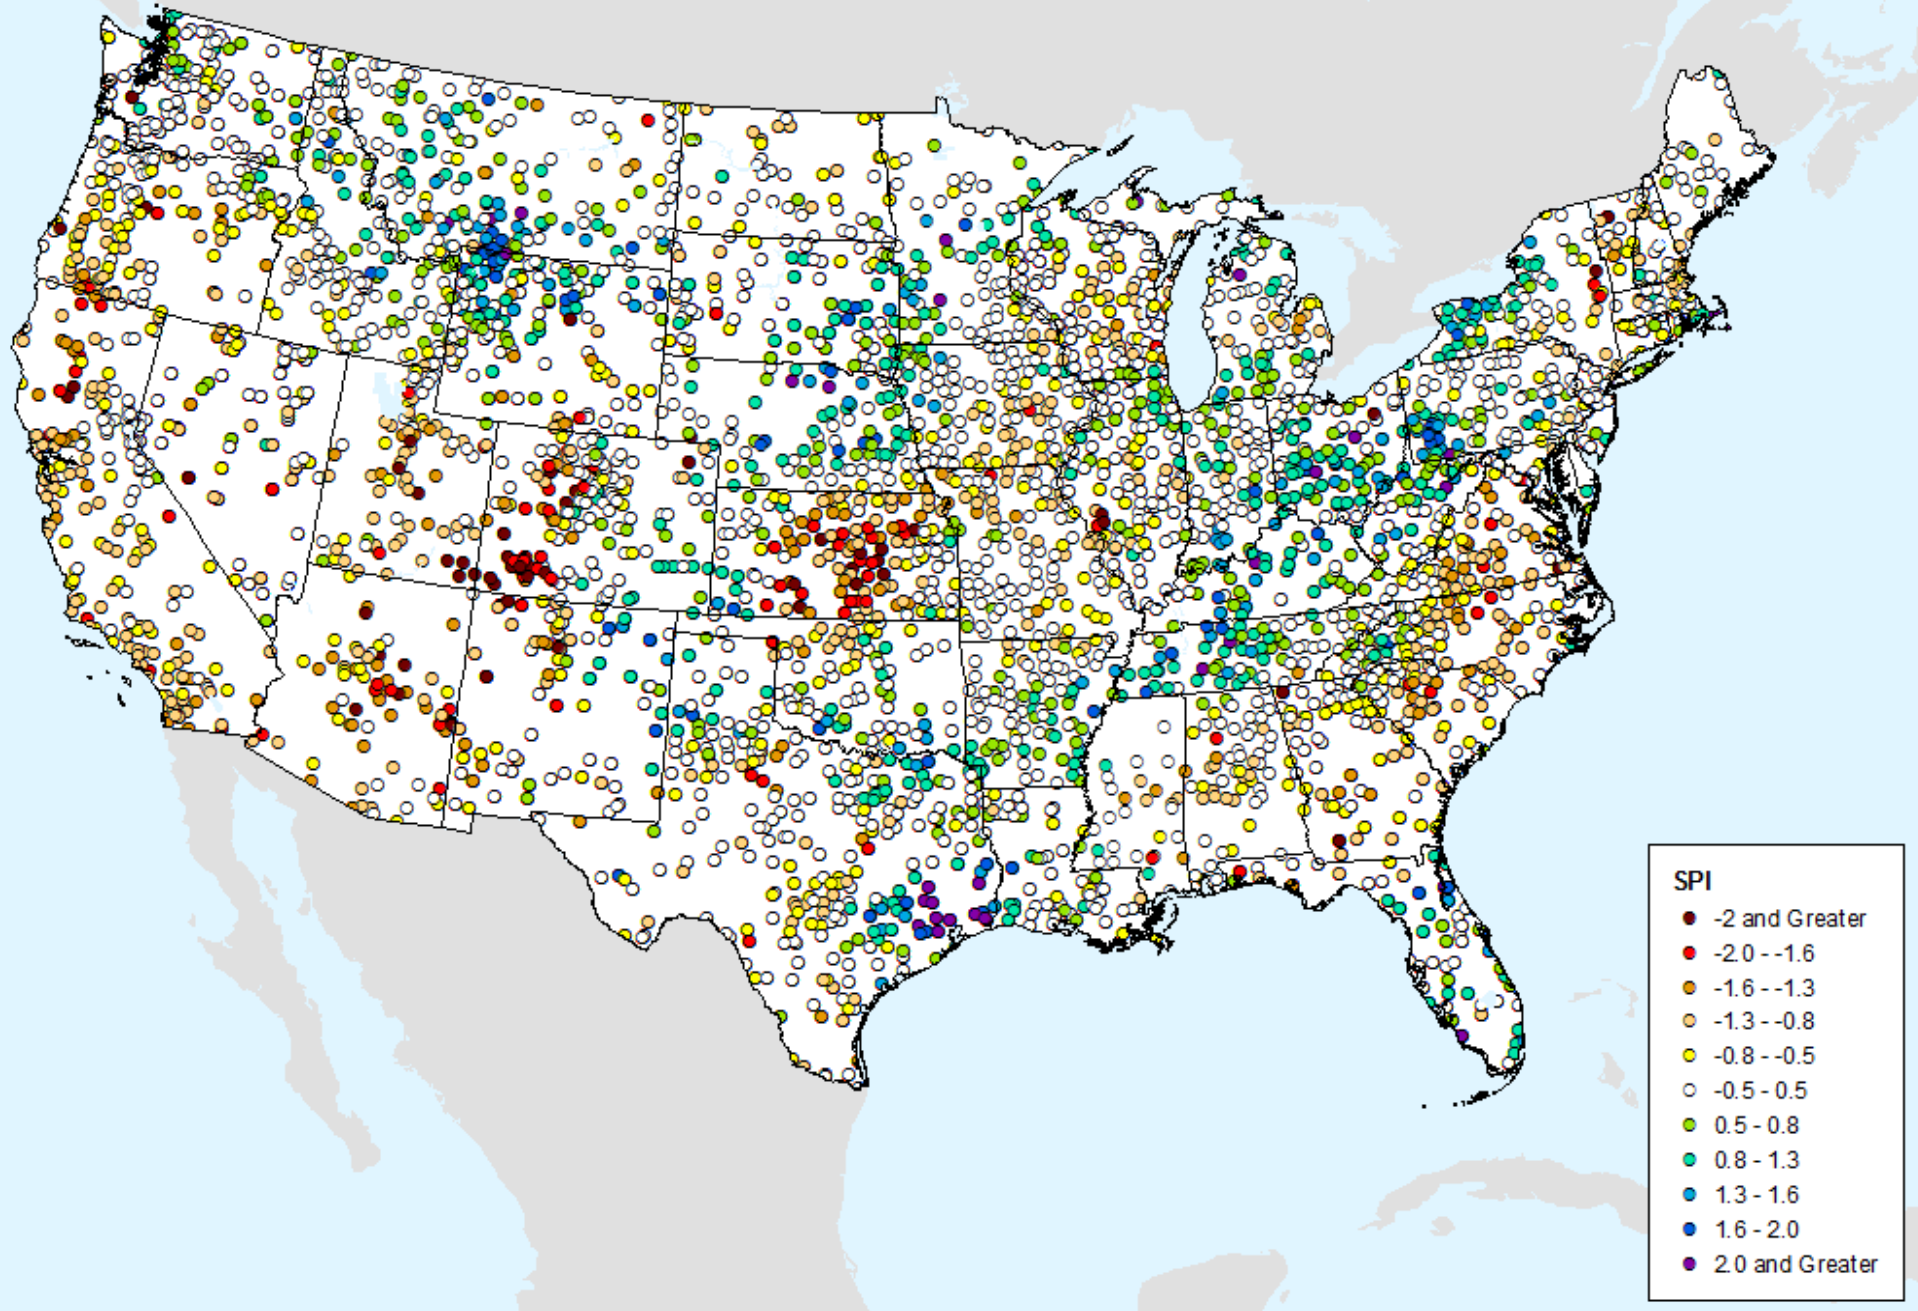 SPI
-2 and Greater
-2.0 - -1.6
-1.6 - -1.3
-1.3 - -0.8
-0.8 - -0.5
-0.5 - 0.5
0.5 - 0.8
0.8 - 1.3
1.3 - 1.6
1.6 - 2.0
2.0 and Greater